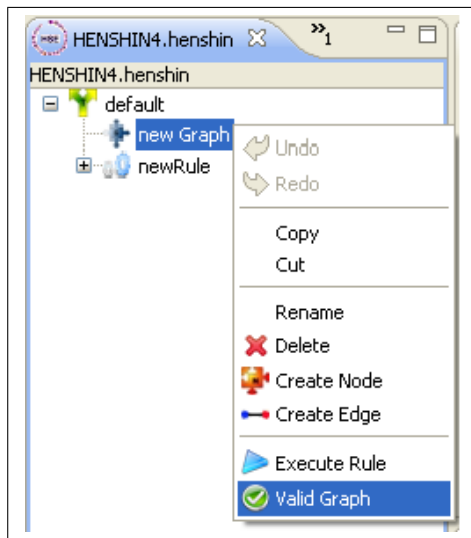 HENSHIN4.henshin
1
HENSHIN4.henshin
default
new Graph
newRule
Undo
Redo
Copy
Cut
Rename
Delete
Create Node
Create Edge
Execute Rule
Valid Graph